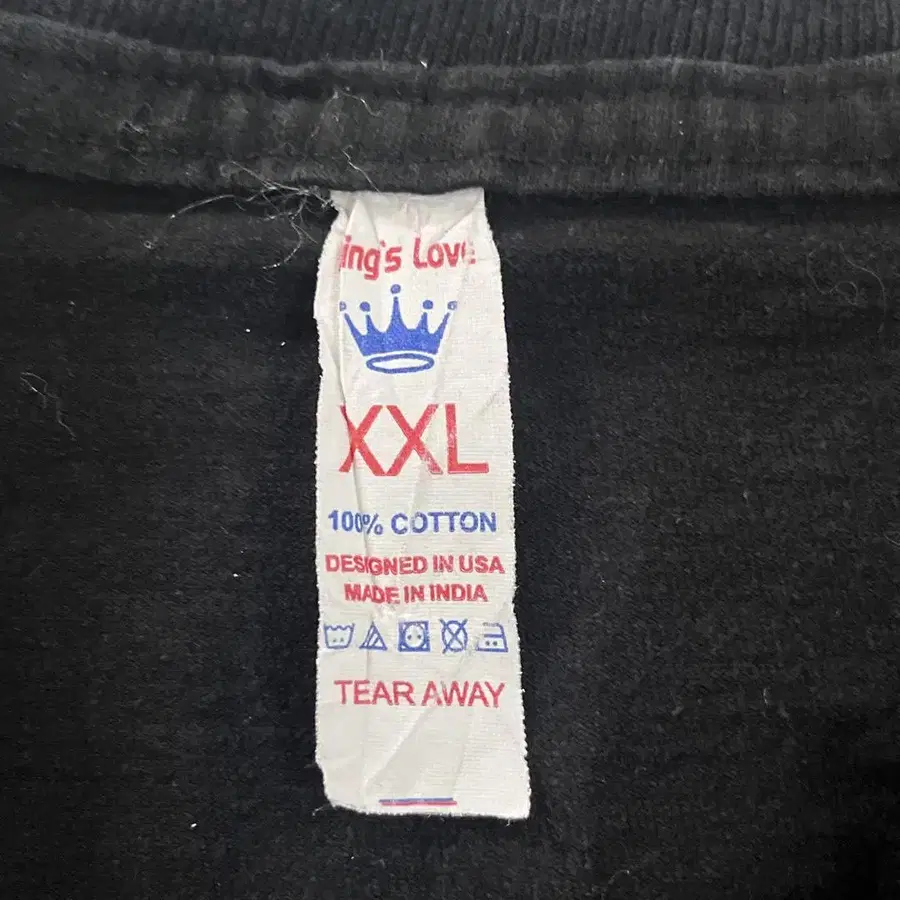 ing's Love
XXL
100% COTTON
DESIGNED IN USA
MADE IN INDIA
TEAR AWAY